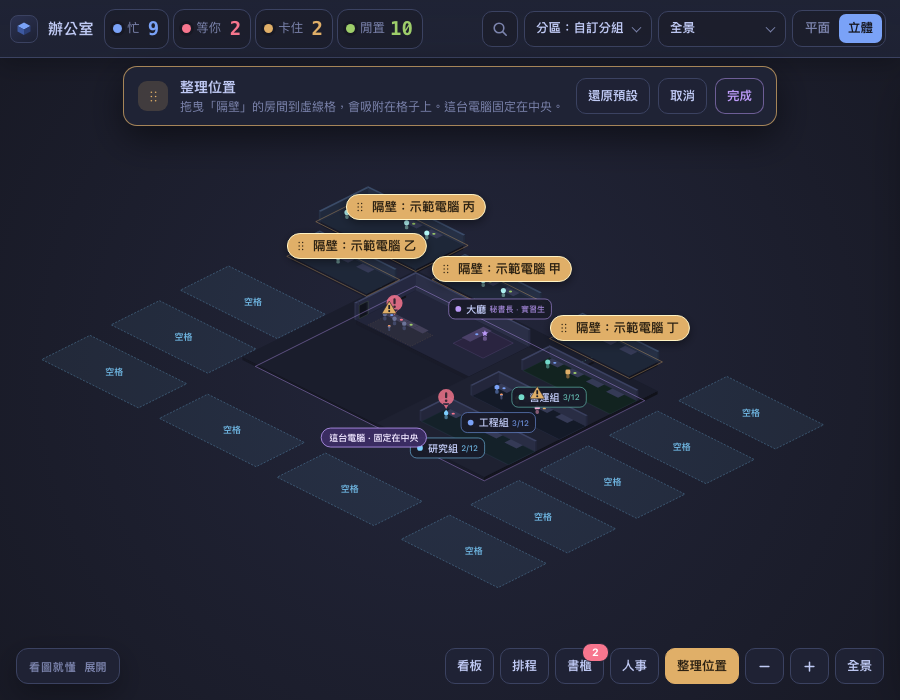 辦公室 忙 9 等你 2 卡住 2 閒置 10 分區：自訂分組 全景 平面 立體
整理位置
拖曳「隔壁」的房間到虛線格，會吸附在格子上。這台電腦固定在中央。
還原預設 取消 完成
隔壁：示範電腦 丙
隔壁：示範電腦 乙
隔壁：示範電腦 甲
空格
大廳 秘書長 · 實習生
隔壁：示範電腦 丁
空格
空格
營運組 3/12
空格
工程組 3/12
空格
這台電腦 · 固定在中央
研究組 2/12
空格
空格
空格
空格
空格
看圖就懂 展開
看板 排程 書櫃 2 人事 整理位置 − + 全景